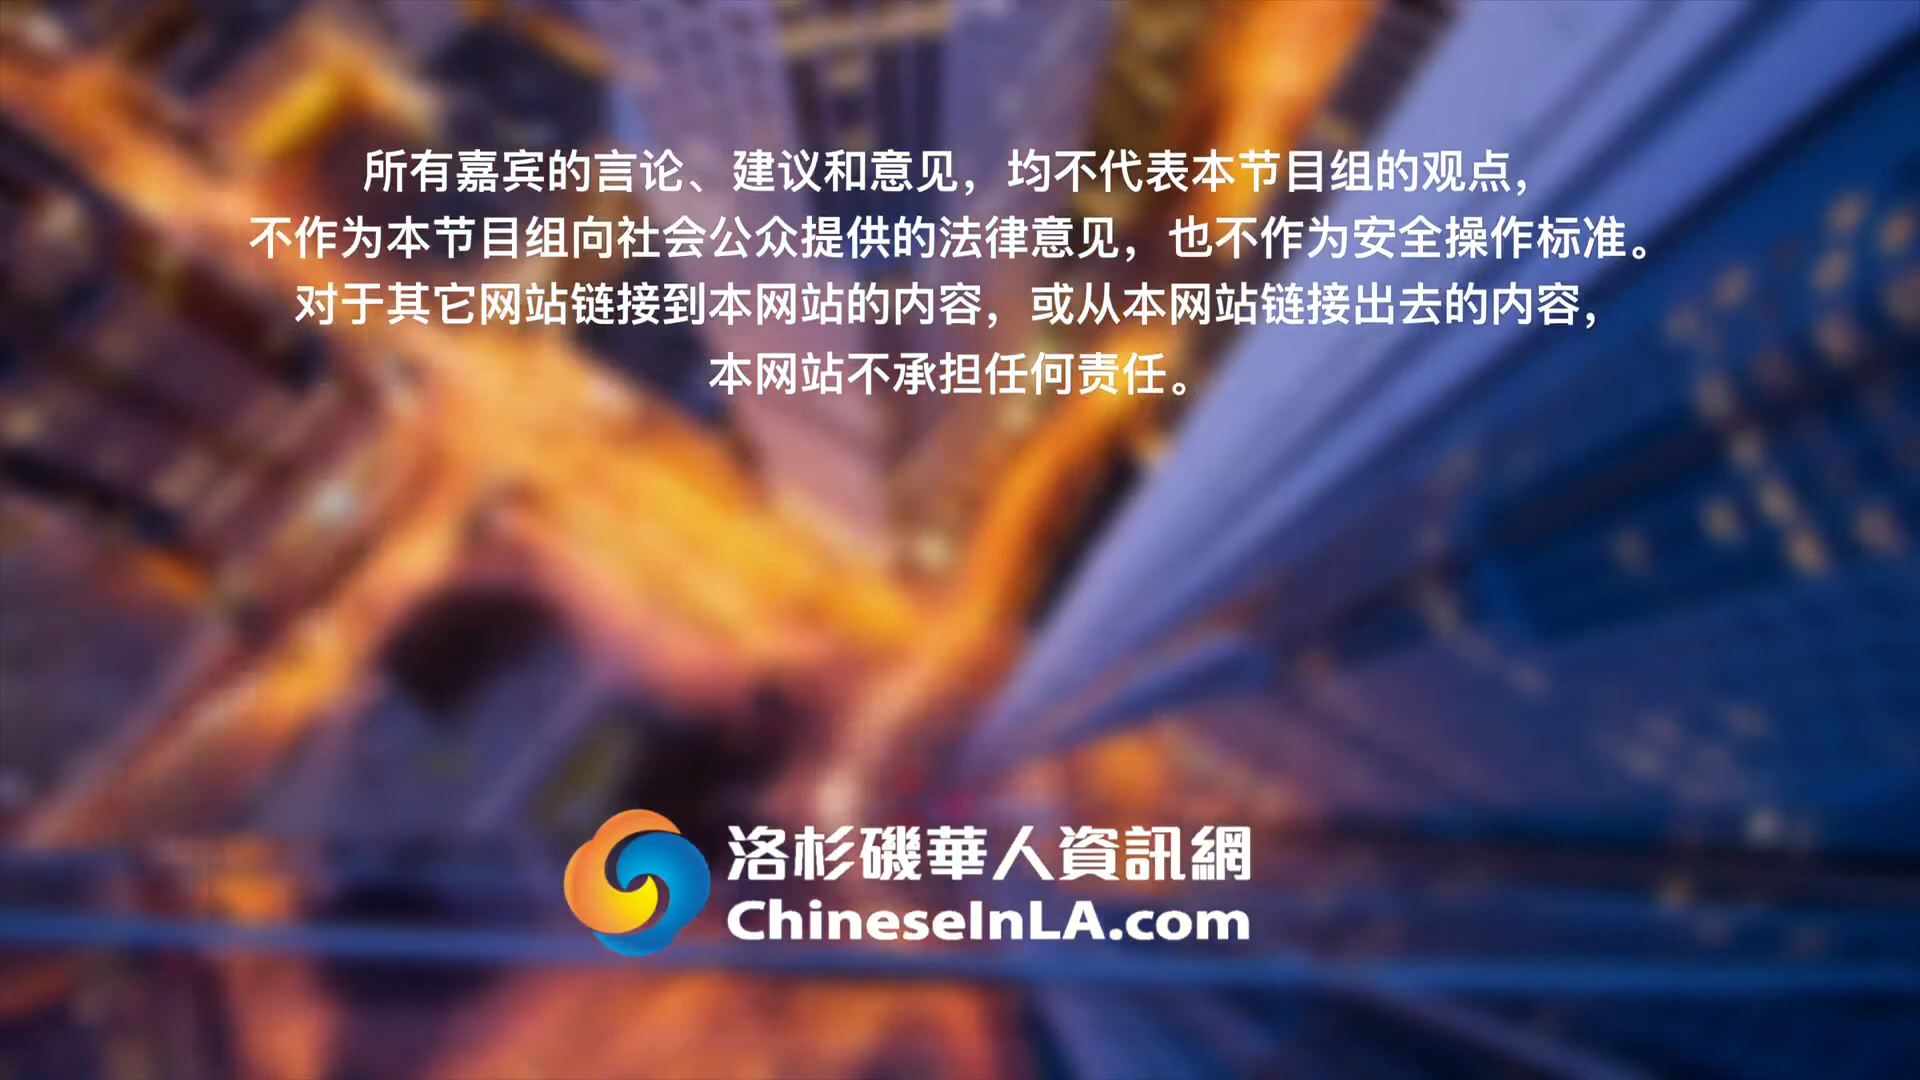 所有嘉宾的言论、建议和意见，均不代表本节目组的观点，
不作为本节目组向社会公众提供的法律意见，也不作为安全操作标准。
对于其它网站链接到本网站的内容，或从本网站链接出去的内容，
本网站不承担任何责任。
洛杉磯華人資訊網
ChineseInLA.com